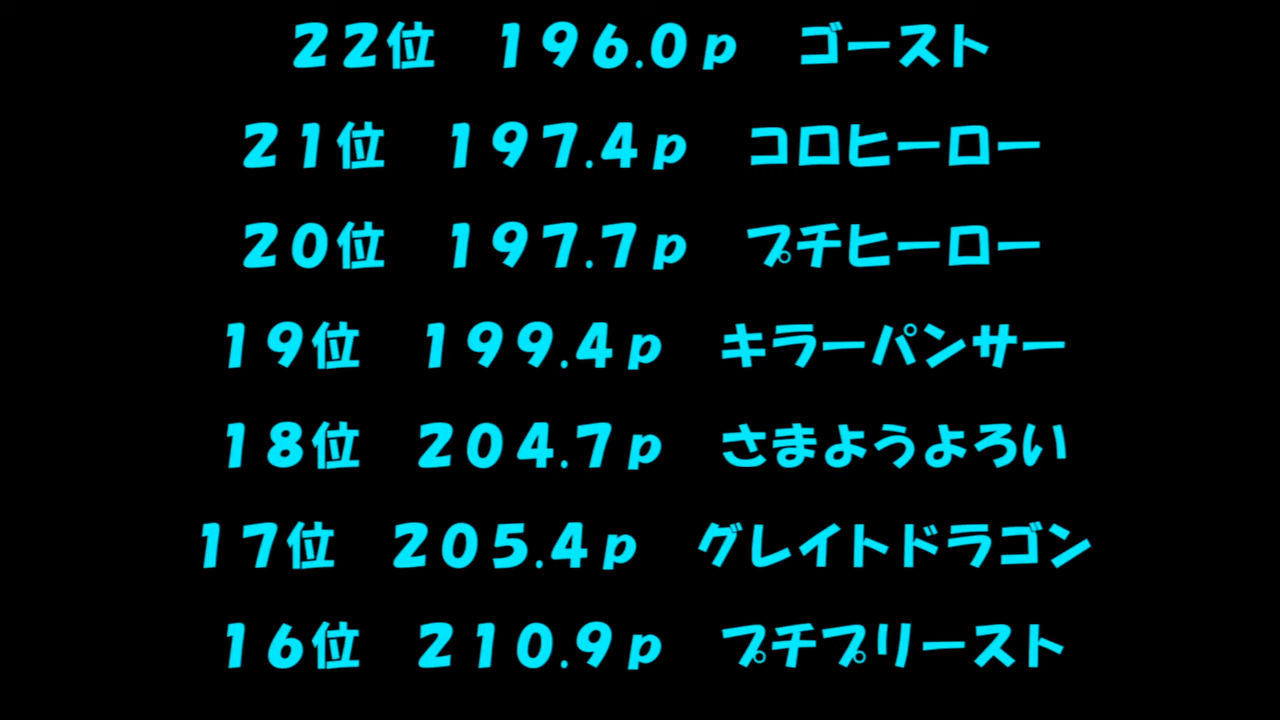 22位　196.0p　ゴースト
21位　197.4p　コロヒーロー
20位　197.7p　プチヒーロー
19位　199.4p　キラーパンサー
18位　204.7p　さまようよろい
17位　205.4p　グレイトドラゴン
16位　210.9p　プチプリースト